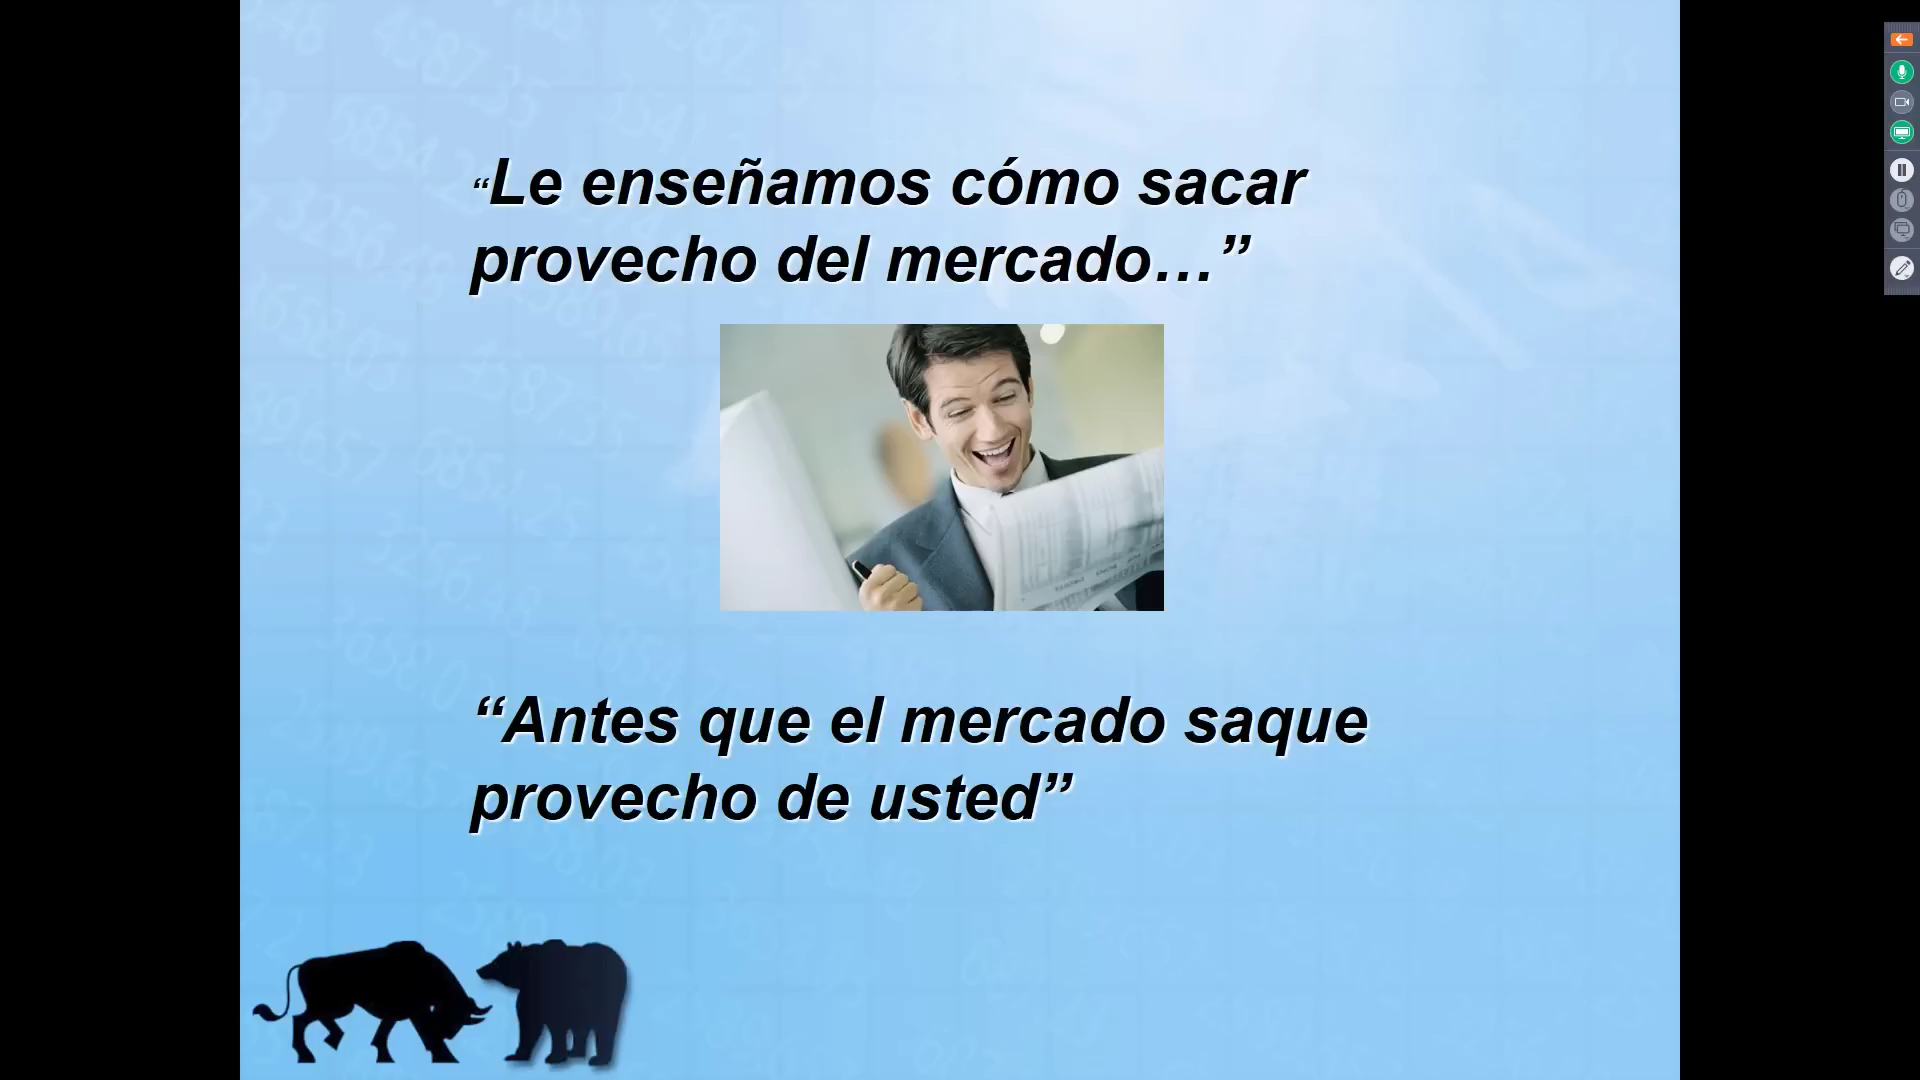 “Le enseñamos cómo sacar
provecho del mercado…”
“Antes que el mercado saque
provecho de usted”